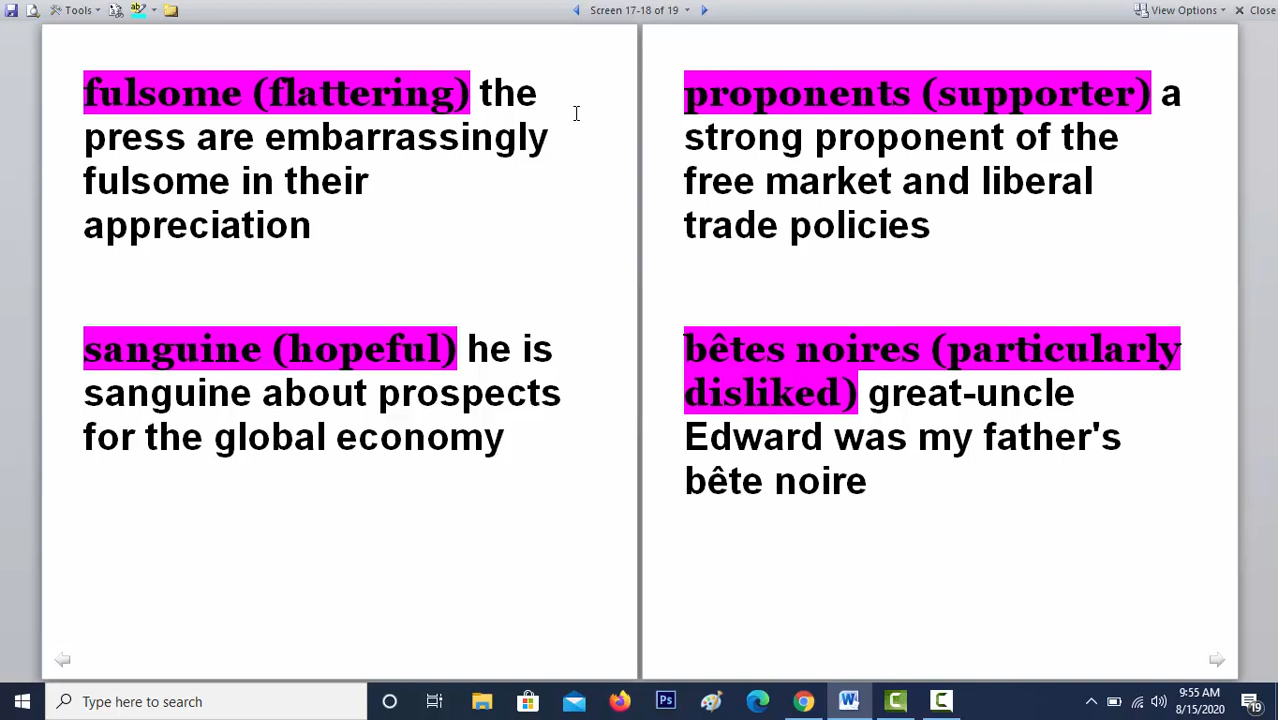 Tools
Screen 17-18 of 19
View Options
Close
fulsome (flattering) the
press are embarrassingly
fulsome in their
appreciation
sanguine (hopeful) he is
sanguine about prospects
for the global economy
proponents (supporter) a
strong proponent of the
free market and liberal
trade policies
bêtes noires (particularly
disliked) great-uncle
Edward was my father's
bête noire
Type here to search
Ps
W
C
C
9:55 AM
8/15/2020
19